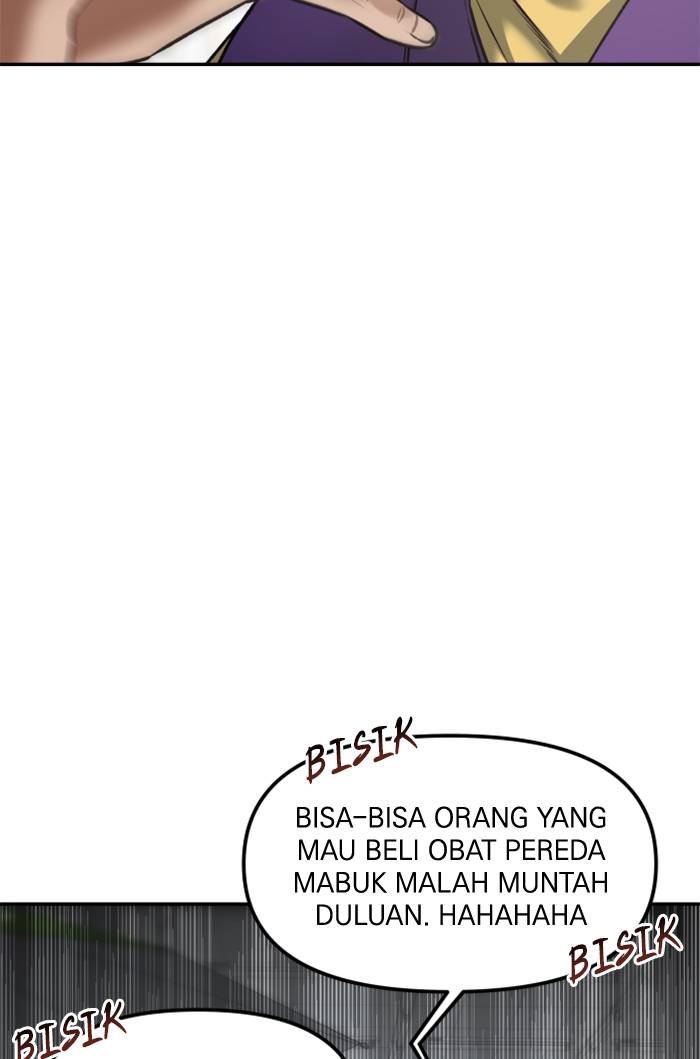 BISIK
BISA-BISA ORANG YANG
MAU BELI OBAT PEREDA
MABUK MALAH MUNTAH
DULUAN. HAHAHAHA
BISIK
BISIK